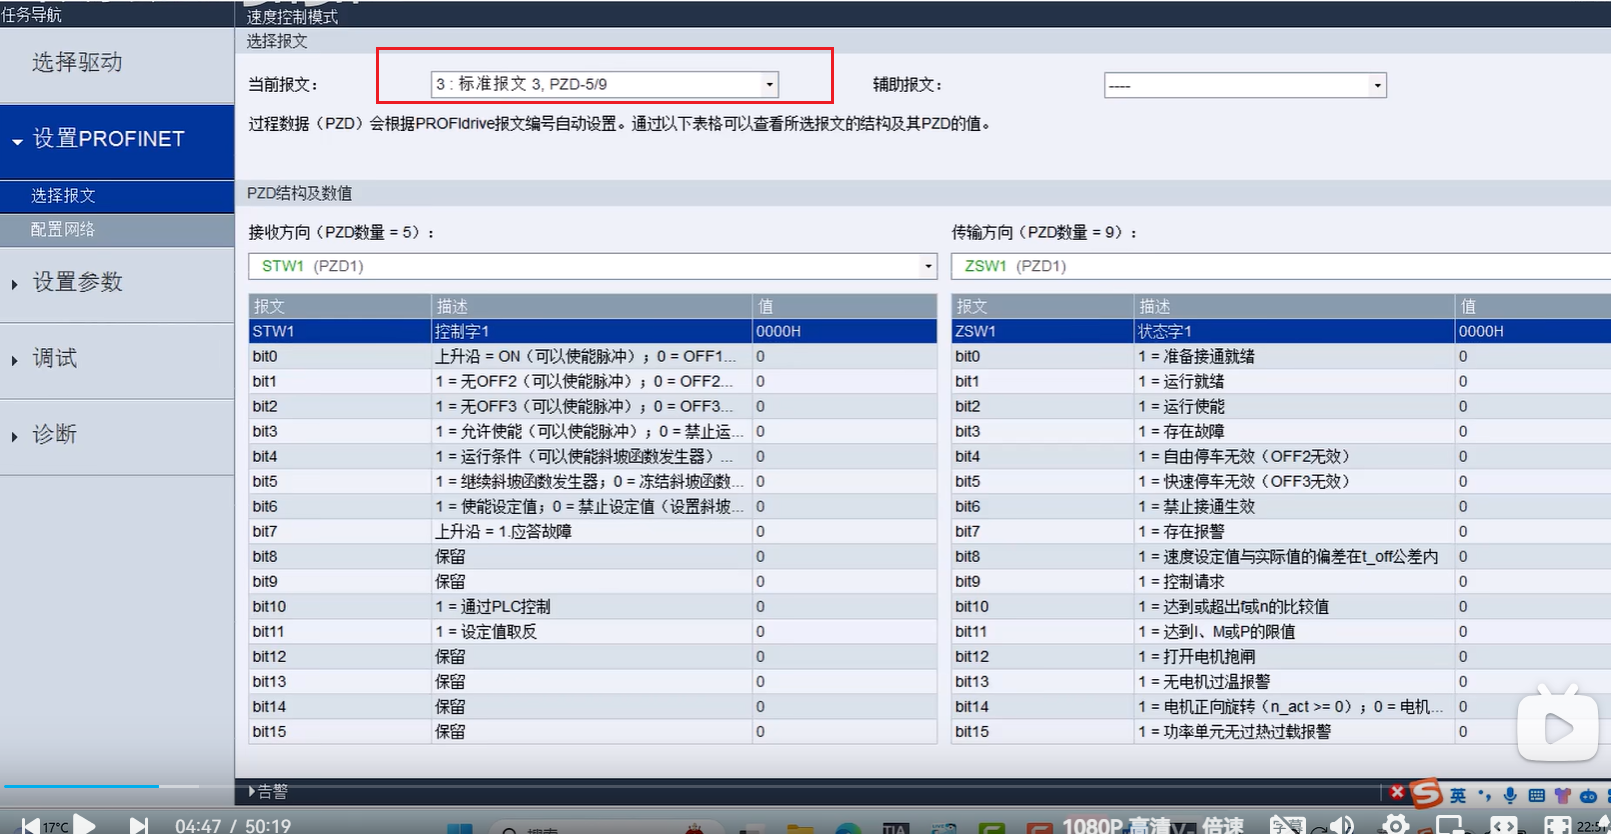 任务导航
速度控制模式
选择驱动
设置PROFINET
选择报文
配置网络
设置参数
调试
诊断
选择报文
当前报文：
3 : 标准报文 3, PZD-5/9
辅助报文：
----
过程数据（PZD）会根据PROFIdrive报文编号自动设置。通过以下表格可以查看所选报文的结构及其PZD的值。
PZD结构及数值
接收方向（PZD数量 = 5）：
STW1 (PZD1)
报文 描述 值
STW1 控制字1 0000H
bit0 上升沿 = ON（可以使能脉冲）；0 = OFF1... 0
bit1 1 = 无OFF2（可以使能脉冲）；0 = OFF2... 0
bit2 1 = 无OFF3（可以使能脉冲）；0 = OFF3... 0
bit3 1 = 允许使能（可以使能脉冲）；0 = 禁止运... 0
bit4 1 = 运行条件（可以使能斜坡函数发生器）... 0
bit5 1 = 继续斜坡函数发生器；0 = 冻结斜坡函数... 0
bit6 1 = 使能设定值；0 = 禁止设定值（设置斜坡... 0
bit7 上升沿 = 1.应答故障 0
bit8 保留 0
bit9 保留 0
bit10 1 = 通过PLC控制 0
bit11 1 = 设定值取反 0
bit12 保留 0
bit13 保留 0
bit14 保留 0
bit15 保留 0
传输方向（PZD数量 = 9）：
ZSW1 (PZD1)
报文 描述 值
ZSW1 状态字1 0000H
bit0 1 = 准备接通就绪 0
bit1 1 = 运行就绪 0
bit2 1 = 运行使能 0
bit3 1 = 存在故障 0
bit4 1 = 自由停车无效（OFF2无效） 0
bit5 1 = 快速停车无效（OFF3无效） 0
bit6 1 = 禁止接通生效 0
bit7 1 = 存在报警 0
bit8 1 = 速度设定值与实际值的偏差在t_off公差内 0
bit9 1 = 控制请求 0
bit10 1 = 达到或超出f或n的比较值 0
bit11 1 = 达到I、M或P的限值 0
bit12 1 = 打开电机抱闸 0
bit13 1 = 无电机过温报警 0
bit14 1 = 电机正向旋转（n_act >= 0）；0 = 电机... 0
bit15 1 = 功率单元无过热过载报警 0
告警
英
17°C
04:47 / 50:19
搜索
TIA
1080P 高清
倍速
字幕